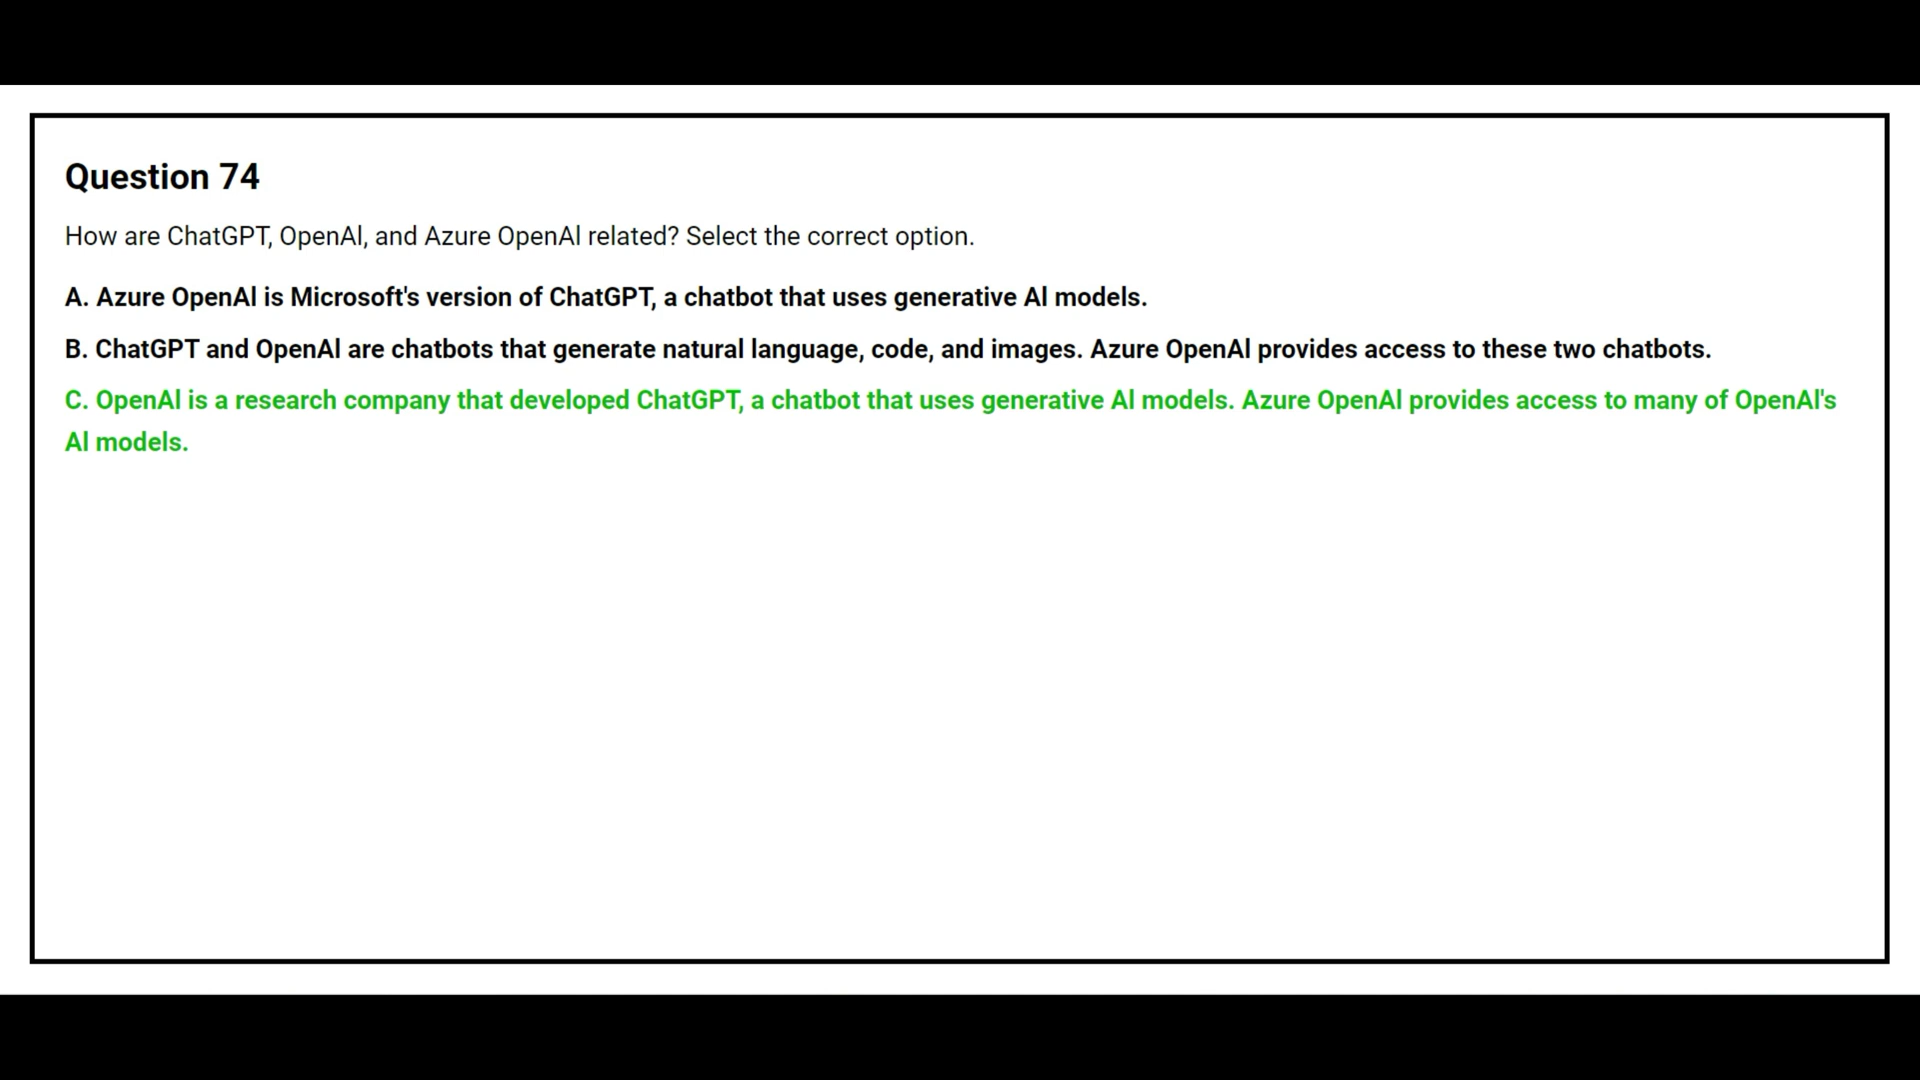 Question 74
How are ChatGPT, OpenAI, and Azure OpenAI related? Select the correct option.
A. Azure OpenAI is Microsoft's version of ChatGPT, a chatbot that uses generative AI models.
B. ChatGPT and OpenAI are chatbots that generate natural language, code, and images. Azure OpenAI provides access to these two chatbots.
C. OpenAI is a research company that developed ChatGPT, a chatbot that uses generative AI models. Azure OpenAI provides access to many of OpenAI's
AI models.